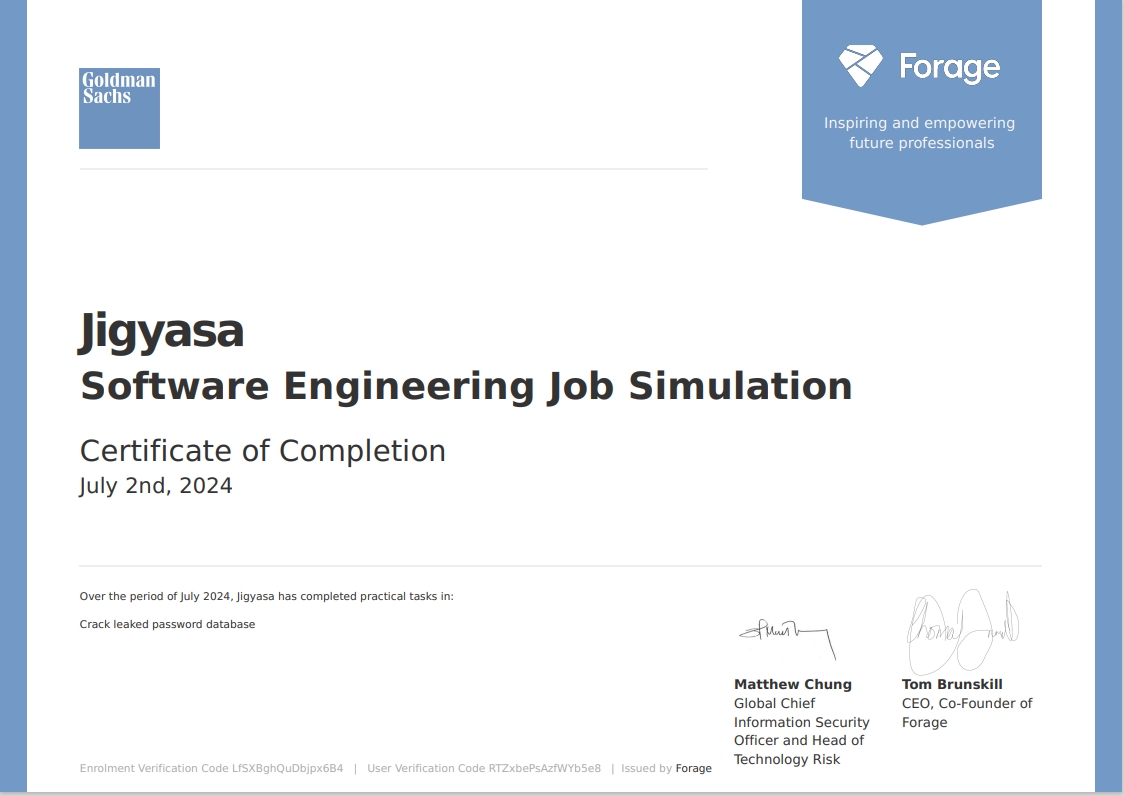 Goldman
Sachs
Forage
Inspiring and empowering
future professionals
Jigyasa
Software Engineering Job Simulation
Certificate of Completion
July 2nd, 2024
Over the period of July 2024, Jigyasa has completed practical tasks in:
Crack leaked password database
Matthew Chung
Global Chief
Information Security
Officer and Head of
Technology Risk
Tom Brunskill
CEO, Co-Founder of
Forage
Enrolment Verification Code LfSXBghQuDbjpx6B4 | User Verification Code RTZxbePsAzfWYb5e8 | Issued by Forage